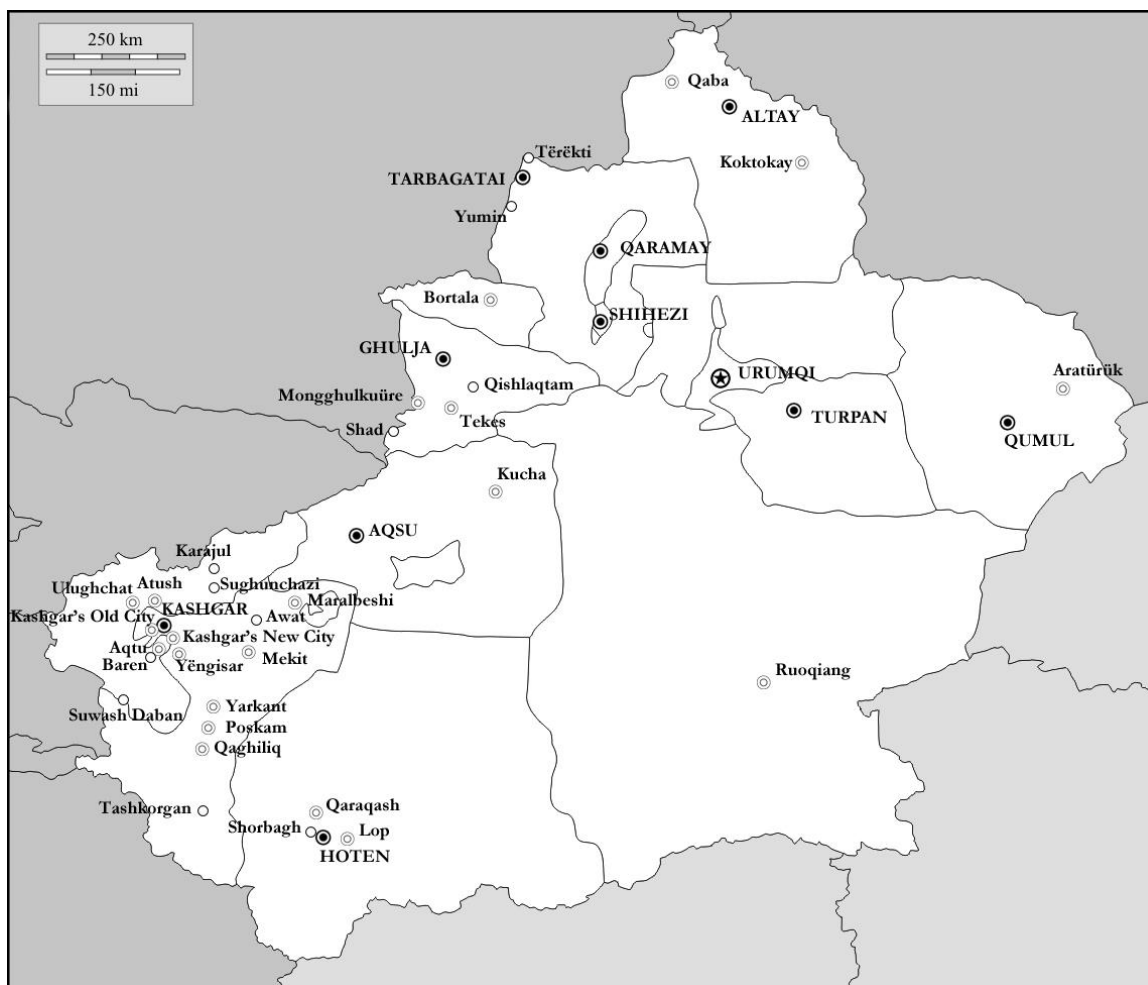 250 km
150 mi
Qaba
ALTAY
Tërëkti
Koktokay
TARBAGATAI
Yumin
QARAMAY
Bortala
SHIHEZI
GHULJA
URUMQI
Aratürük
Qishlaqtam
Mongghulkuüre
Tekes
TURPAN
Shad
QUMUL
Kucha
AQSU
Karajul
Ulughchat
Atush
Sughunchazi
Maralbeshi
KASHGAR
Kashgar's Old City
Awat
Kashgar's New City
Aqtu
Baren
Yëngisar
Mekit
Ruoqiang
Yarkant
Suwash Daban
Poskam
Qaghiliq
Tashkorgan
Qaraqash
Shorbagh
Lop
HOTEN